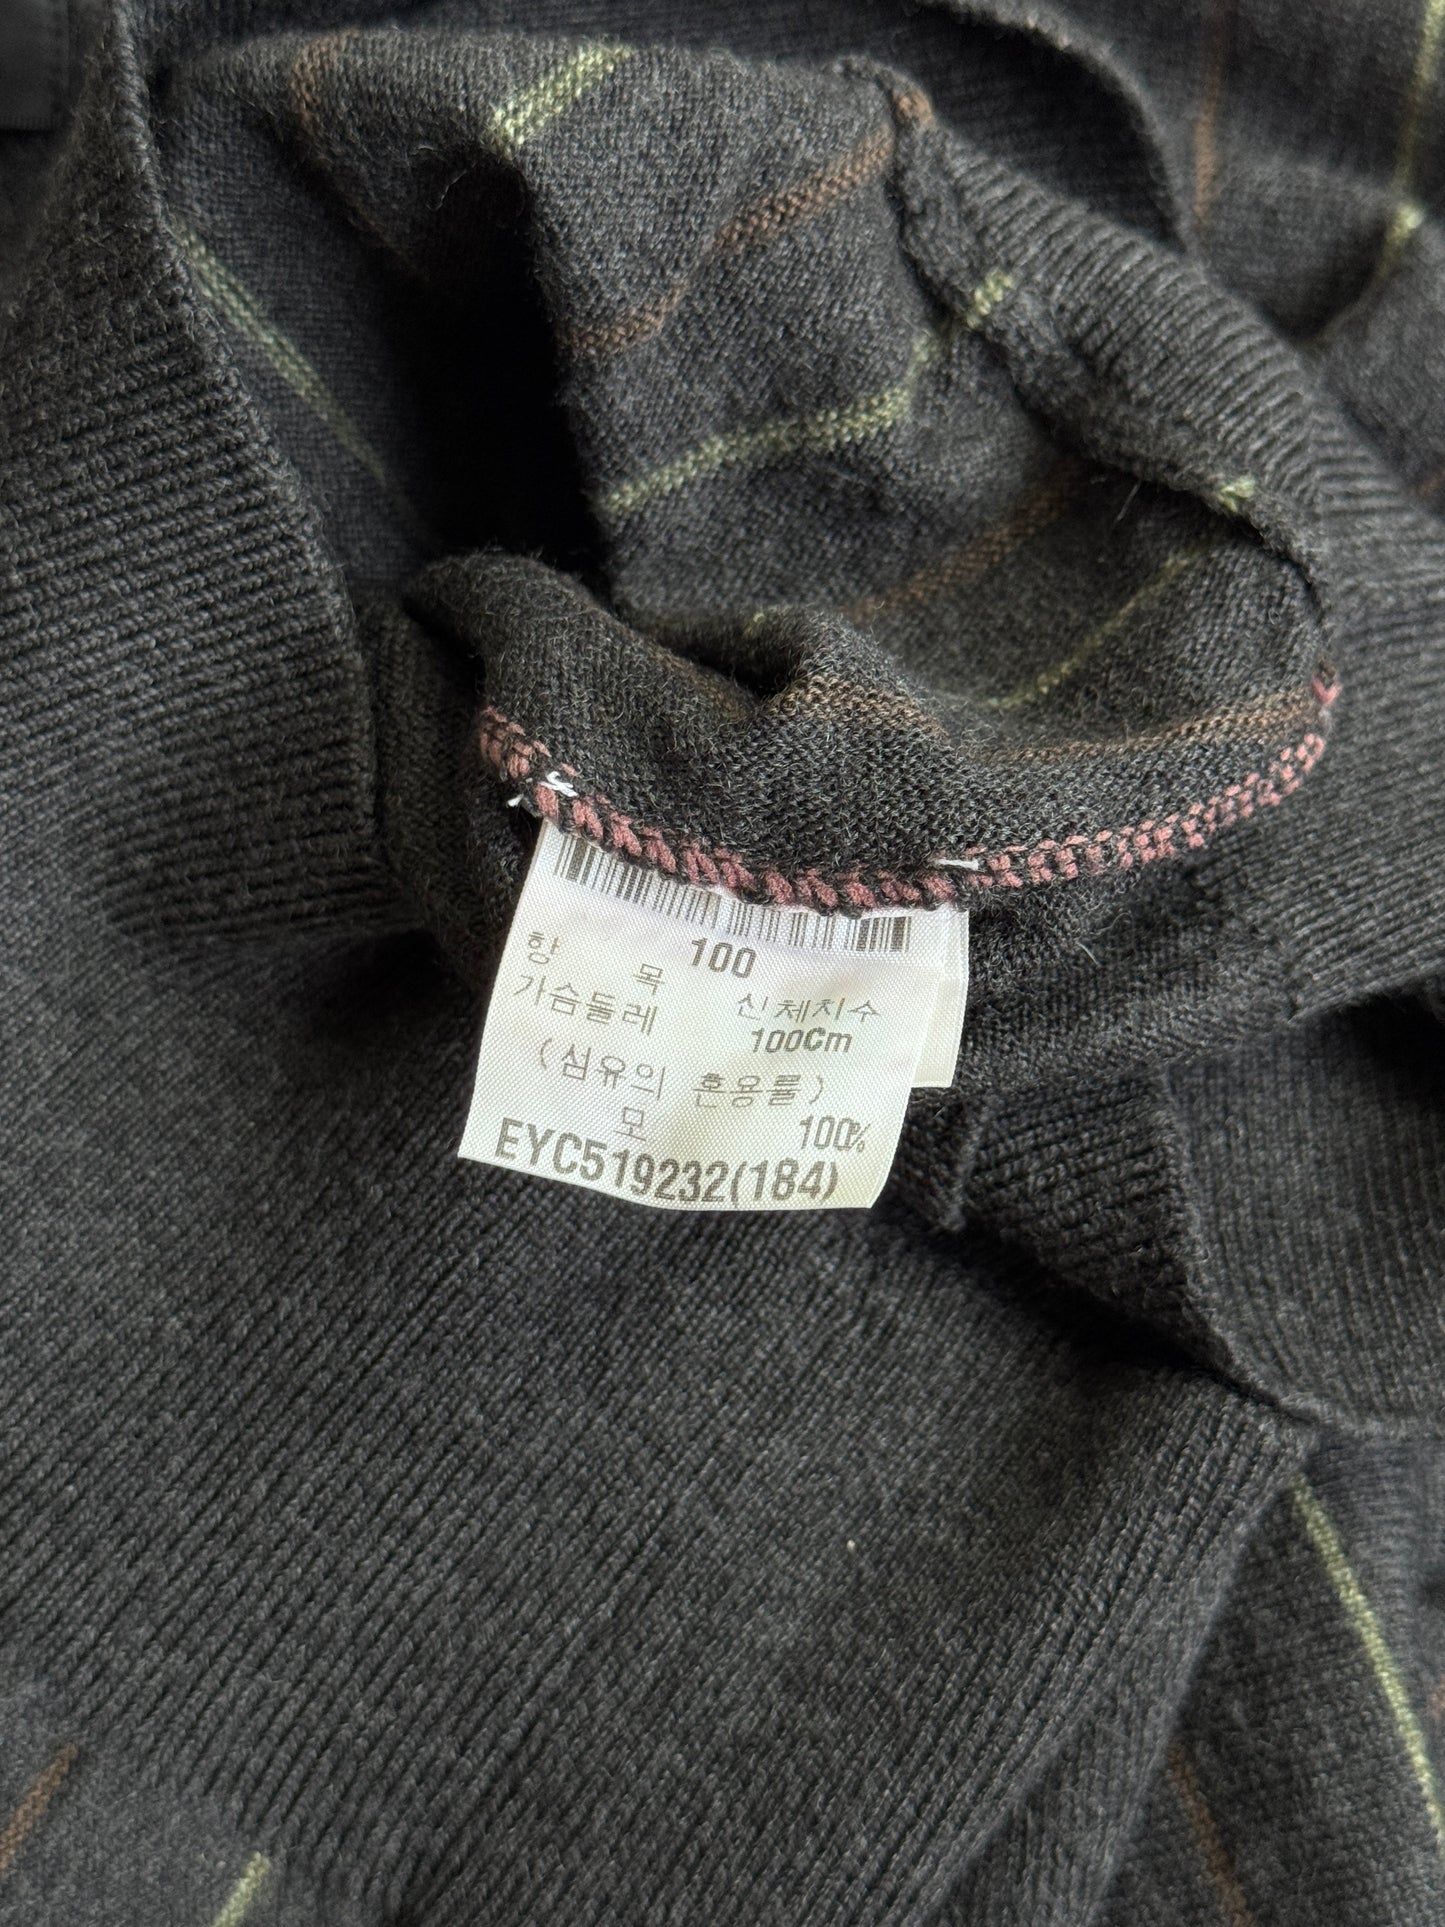 100
항 목 신체치수
가슴둘레 100Cm
(섬유의 혼용률)
모 100%
EYC519232(184)